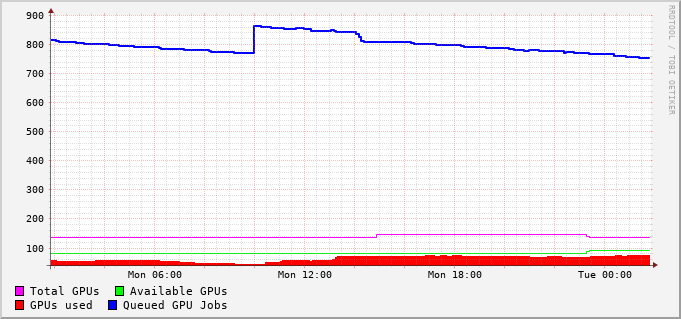 900
800
700
600
500
400
300
200
100
Mon 06:00 Mon 12:00 Mon 18:00 Tue 00:00
Total GPUs Available GPUs
GPUs used Queued GPU Jobs
RRDTOOL / TOBI OETIKER